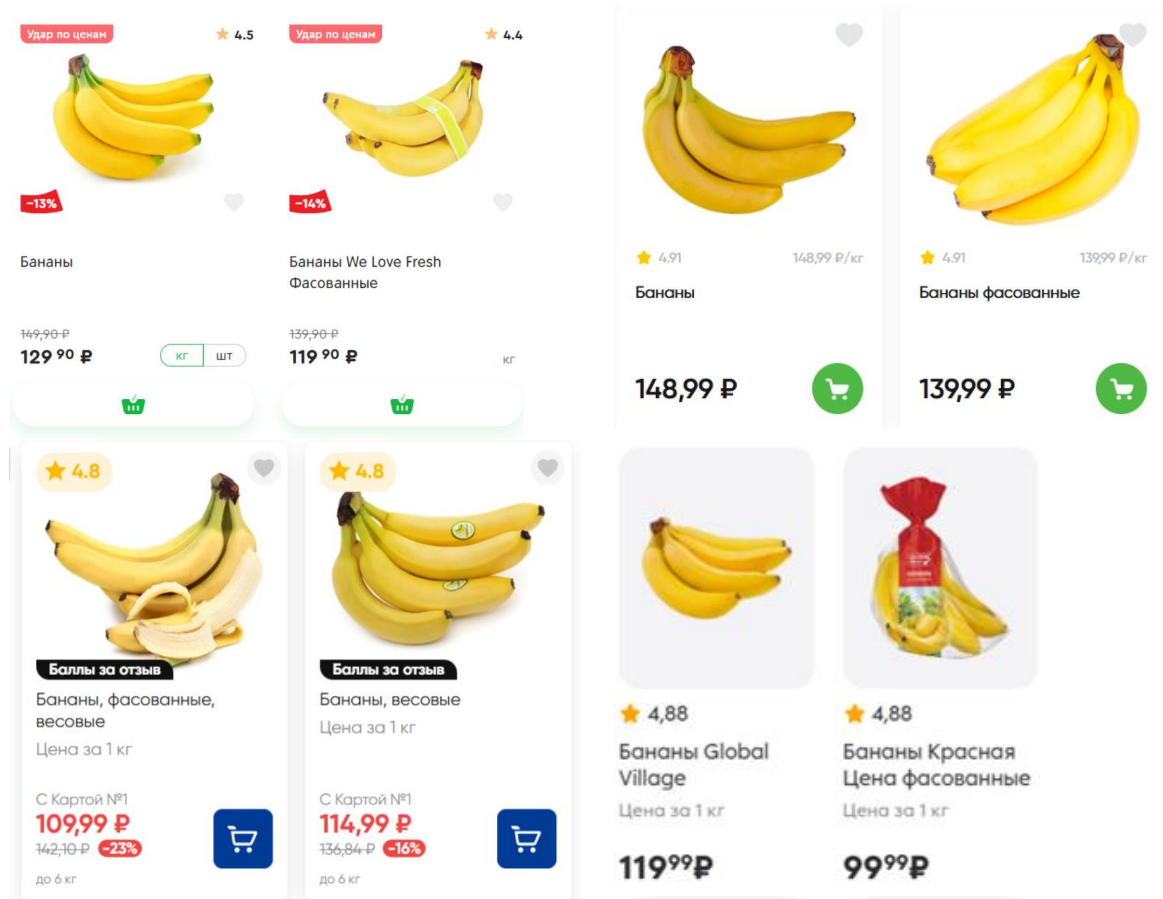 Удар по ценам
4.5
–13%
Бананы
149,90 ₽
129 90 ₽
кг
шт
Удар по ценам
4.4
–14%
Бананы We Love Fresh
Фасованные
139,90 ₽
119 90 ₽
кг
4.91
148,99 ₽/кг
Бананы
148,99 ₽
4.91
139,99 ₽/кг
Бананы фасованные
139,99 ₽
4.8
Баллы за отзыв
Бананы, фасованные,
весовые
Цена за 1 кг
С Картой №1
109,99 ₽
142,10 ₽ –23%
до 6 кг
4.8
Баллы за отзыв
Бананы, весовые
Цена за 1 кг
С Картой №1
114,99 ₽
136,84 ₽ –16%
до 6 кг
4,88
Бананы Global
Village
Цена за 1 кг
119 99 ₽
4,88
Бананы Красная
Цена фасованные
Цена за 1 кг
99 99 ₽